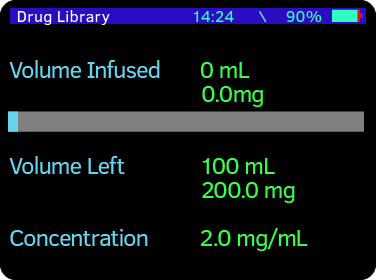 Drug Library 14:24 \ 90%
Volume Infused 0 mL
0.0mg
Volume Left 100 mL
200.0 mg
Concentration 2.0 mg/mL